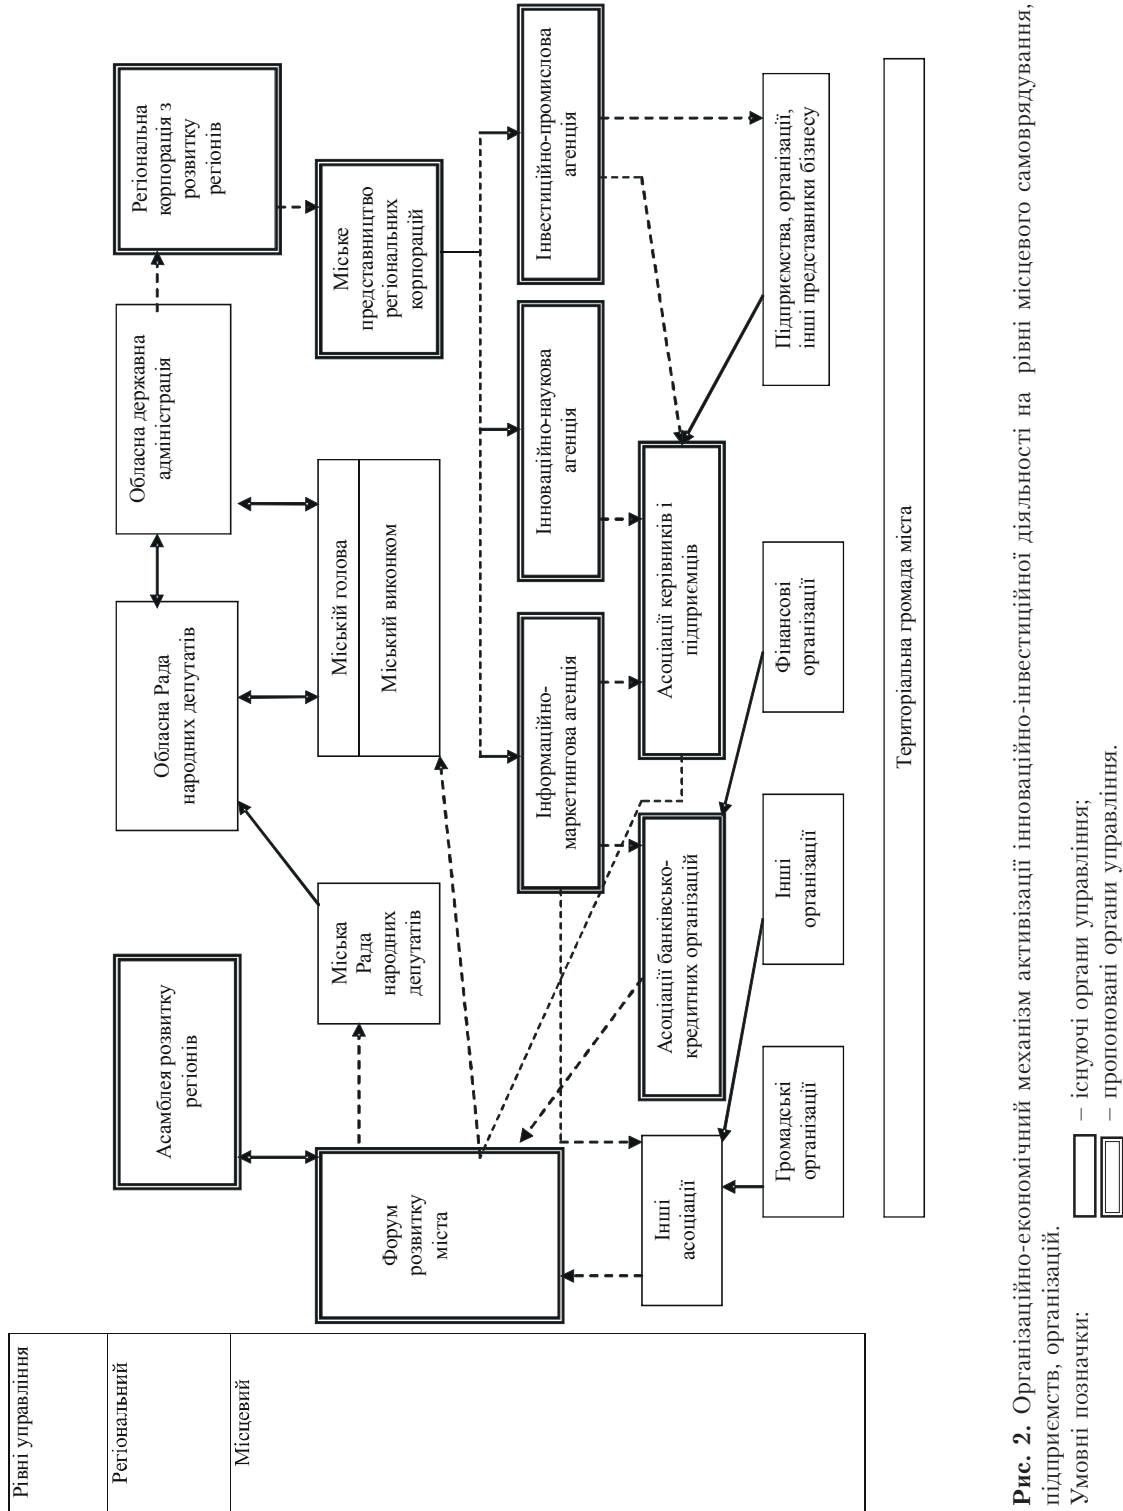 Рівні управління
Регіональний
Місцевий
Асамблея розвитку
регіонів
Обласна Рада
народних депутатів
Обласна державна
адміністрація
Регіональна
корпорація з
розвитку
регіонів
Форум
розвитку
міста
Міська
Рада
народних
депутатів
Міській голова
Міський виконком
Міське
представництво
регіональних
корпорацій
Інформаційно-
маркетингова агенція
Інноваційно-наукова
агенція
Інвестиційно-промислова
агенція
Інші
асоціації
Асоціації банківсько-
кредитних організацій
Асоціації керівників і
підприємців
Громадські
організації
Інші
організації
Фінансові
організації
Підприємства, організації,
інші представники бізнесу
Територіальна громада міста
Рис. 2. Організаційно-економічний механізм активізації інноваційно-інвестиційної діяльності на рівні місцевого самоврядування,
підприємств, організацій.
Умовні позначки:
– існуючі органи управління;
– пропоновані органи управління.